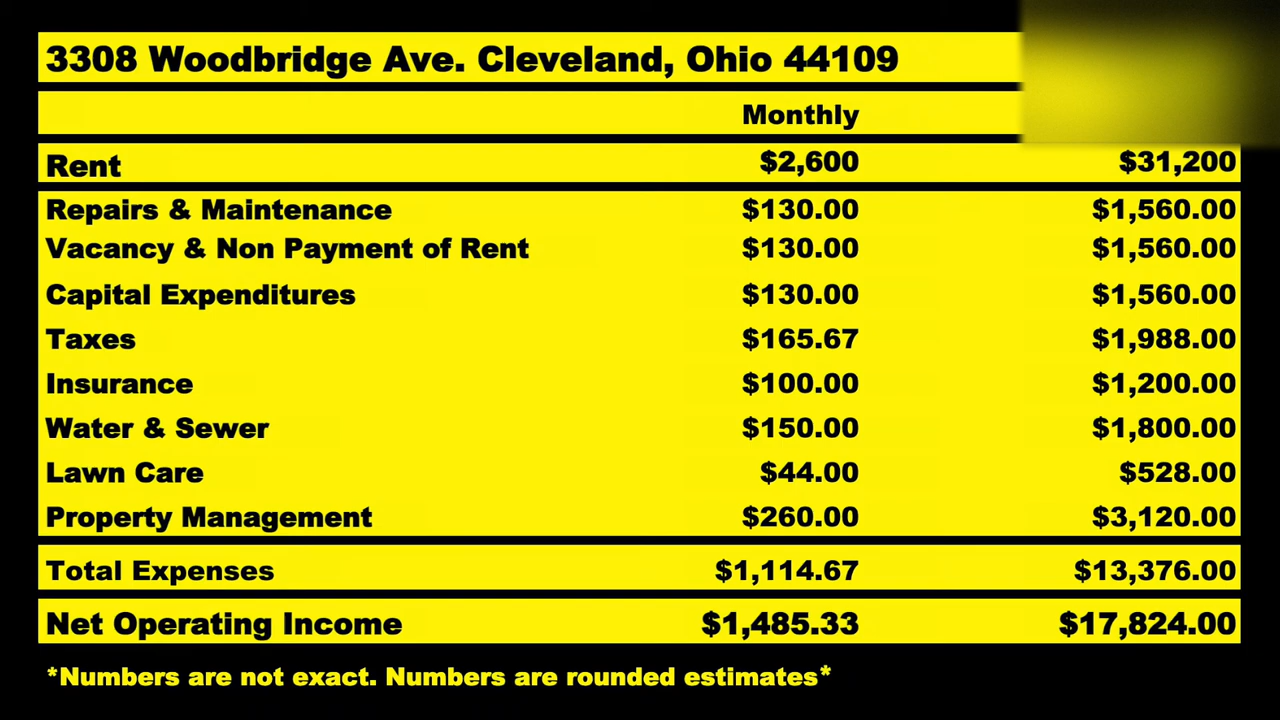 3308 Woodbridge Ave. Cleveland, Ohio 44109
Monthly
Rent $2,600 $31,200
Repairs & Maintenance $130.00 $1,560.00
Vacancy & Non Payment of Rent $130.00 $1,560.00
Capital Expenditures $130.00 $1,560.00
Taxes $165.67 $1,988.00
Insurance $100.00 $1,200.00
Water & Sewer $150.00 $1,800.00
Lawn Care $44.00 $528.00
Property Management $260.00 $3,120.00
Total Expenses $1,114.67 $13,376.00
Net Operating Income $1,485.33 $17,824.00
*Numbers are not exact. Numbers are rounded estimates*